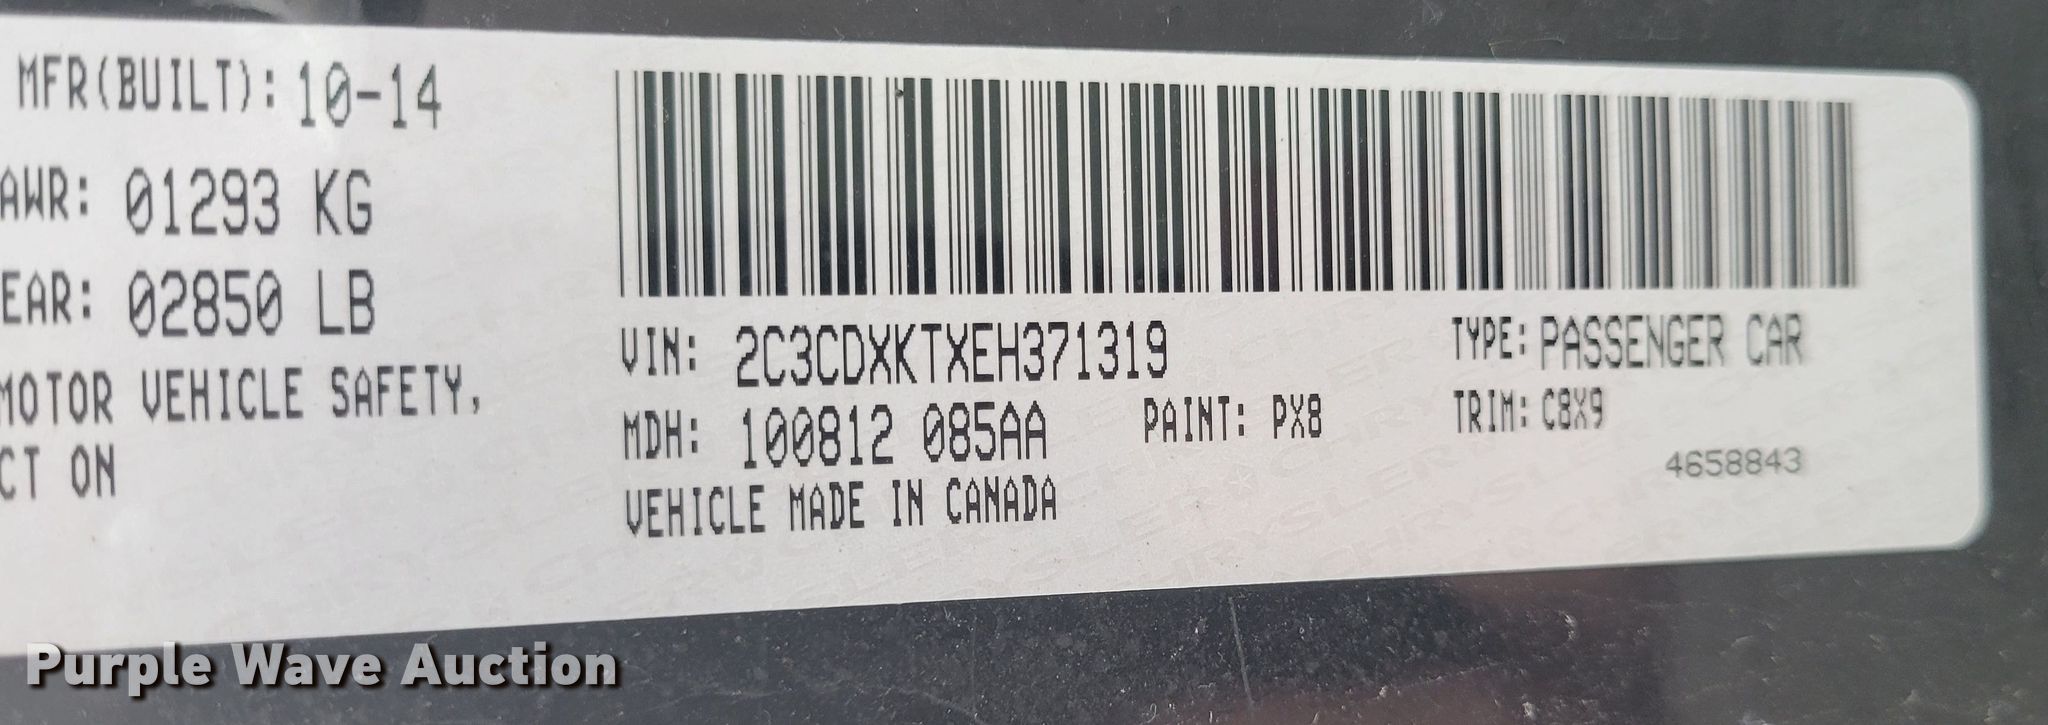 MFR(BUILT): 10-14
AWR: 01293 KG
EAR: 02850 LB
MOTOR VEHICLE SAFETY,
CT ON
VIN: 2C3CDXKTXEH371319
TYPE: PASSENGER CAR
MDH: 100812 085AA
PAINT: PX8
TRIM: C8X9
4658843
VEHICLE MADE IN CANADA
Purple Wave Auction